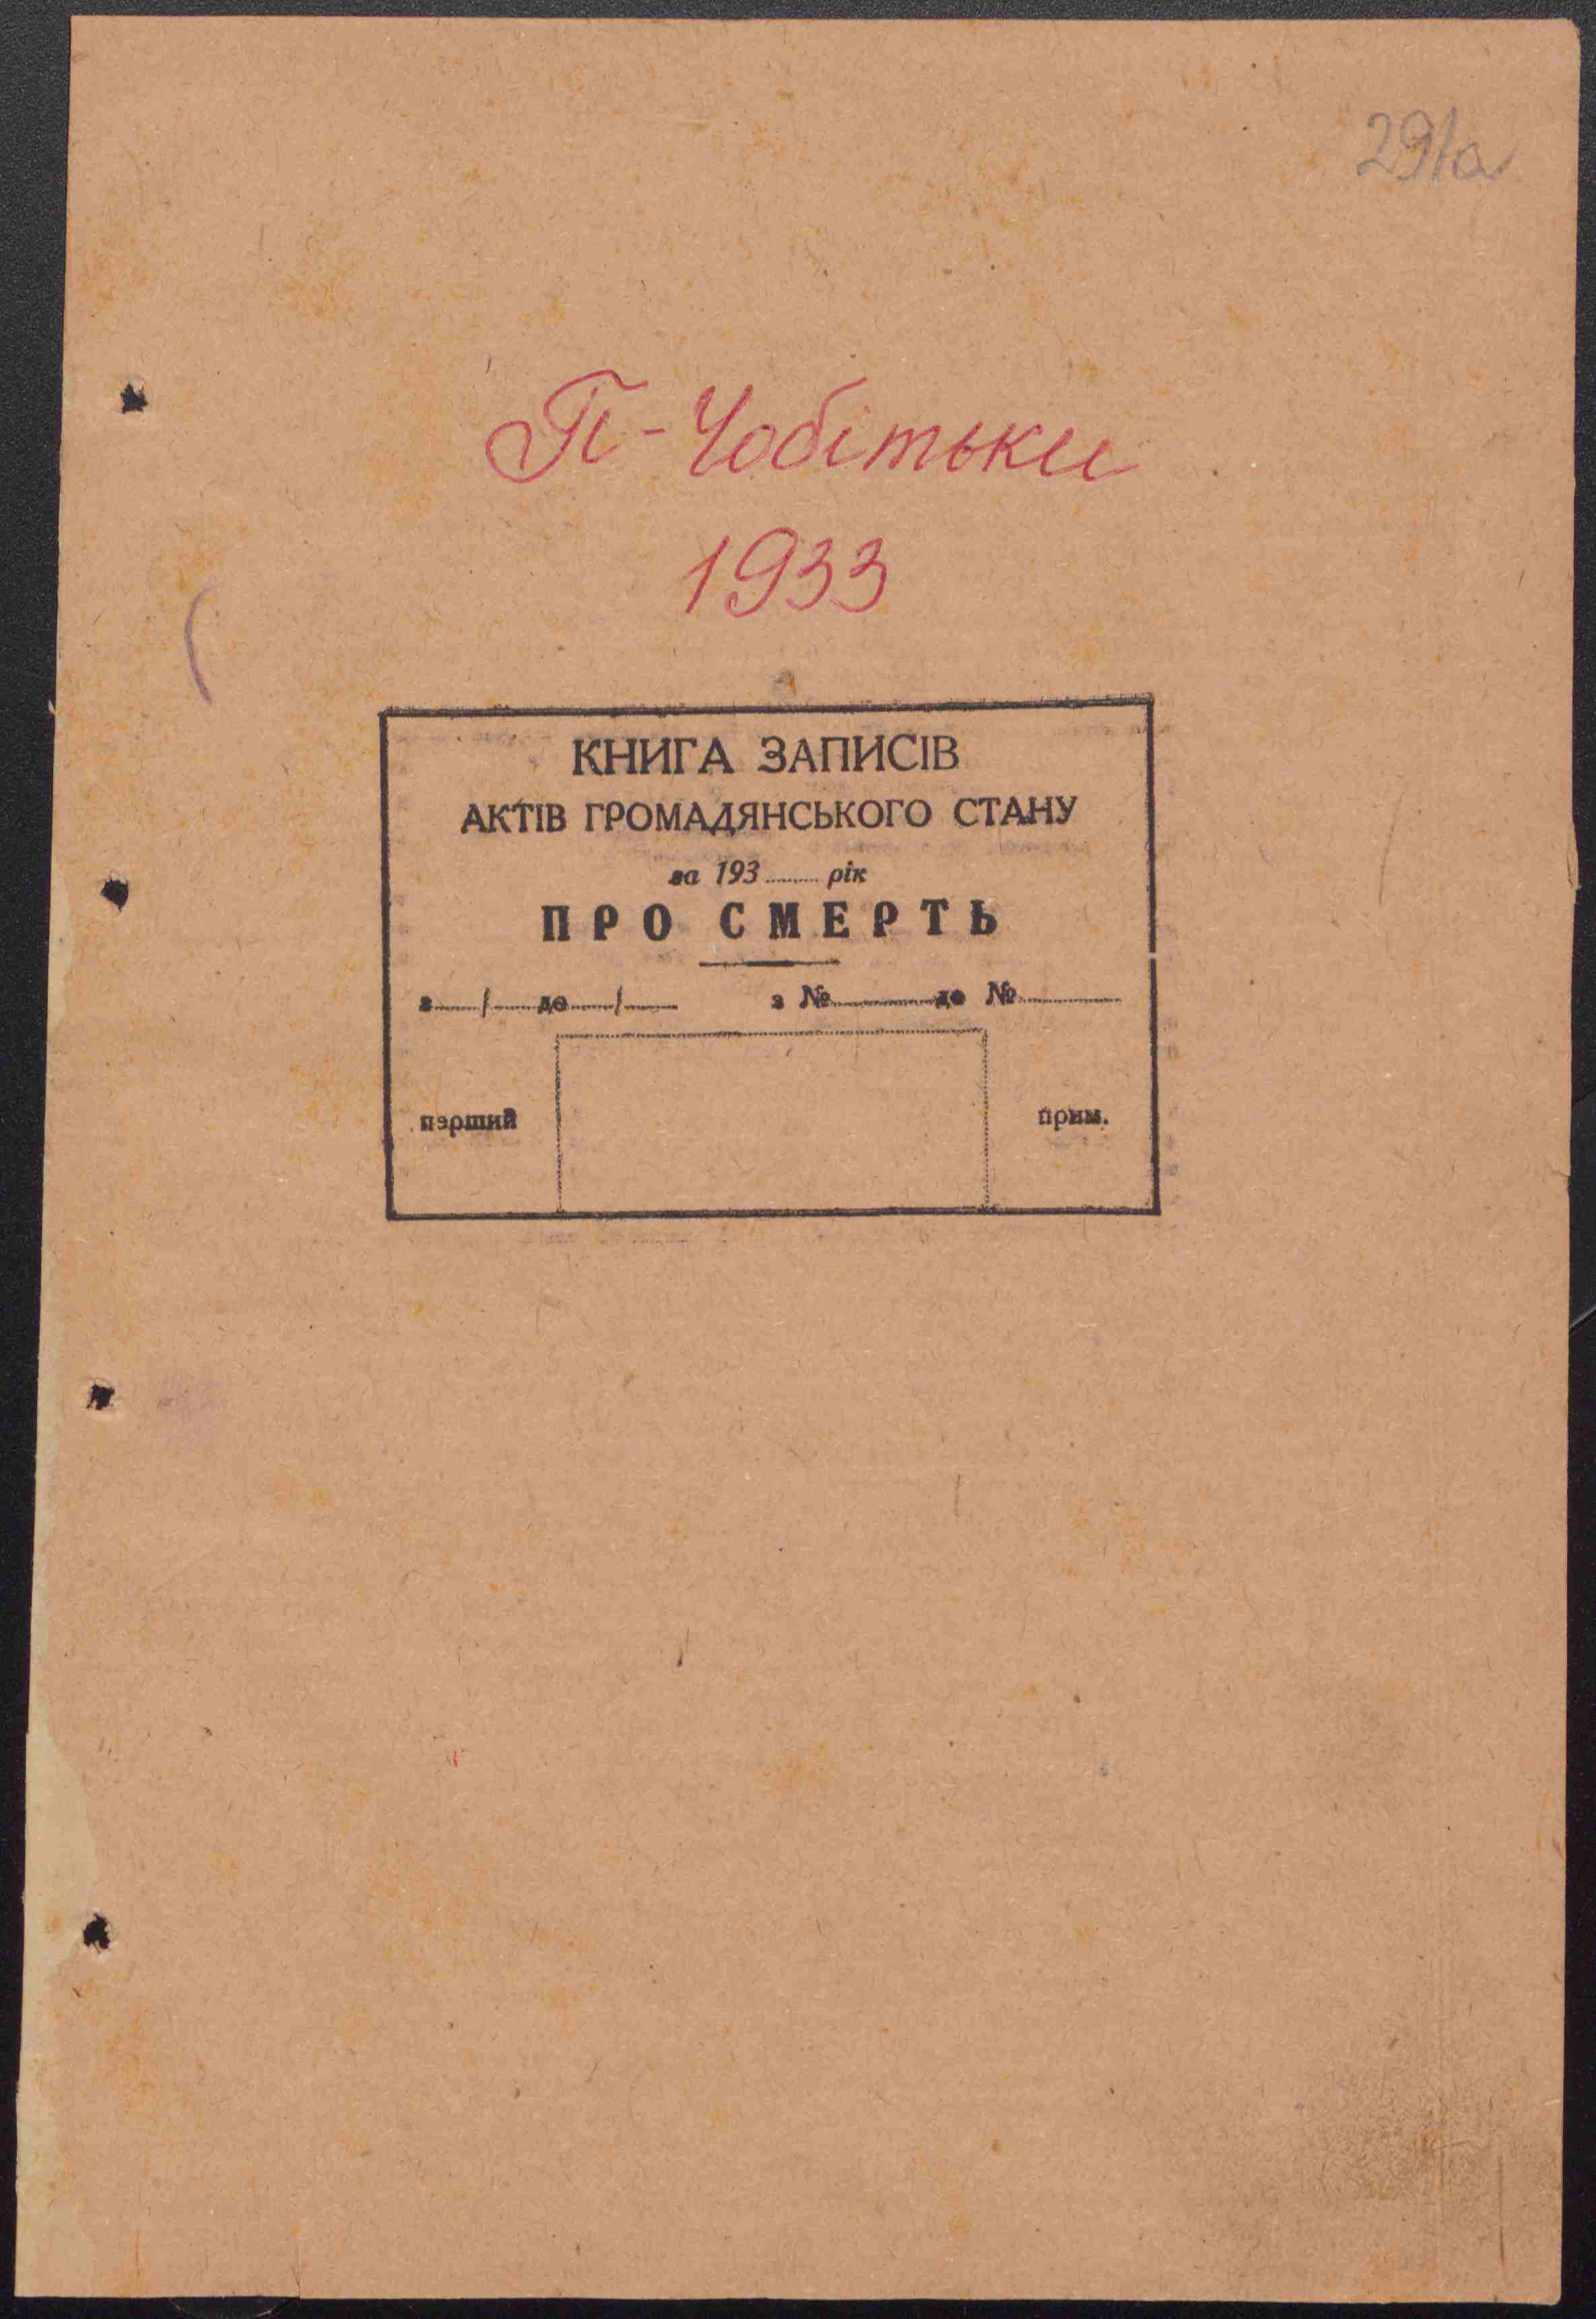 291а
П-Чобітьки
1933
КНИГА ЗАПИСІВ
АКТІВ ГРОМАДЯНСЬКОГО СТАНУ
за 193........ рік
ПРО СМЕРТЬ
з......../........до......../........ з №................до №................
перший прим.